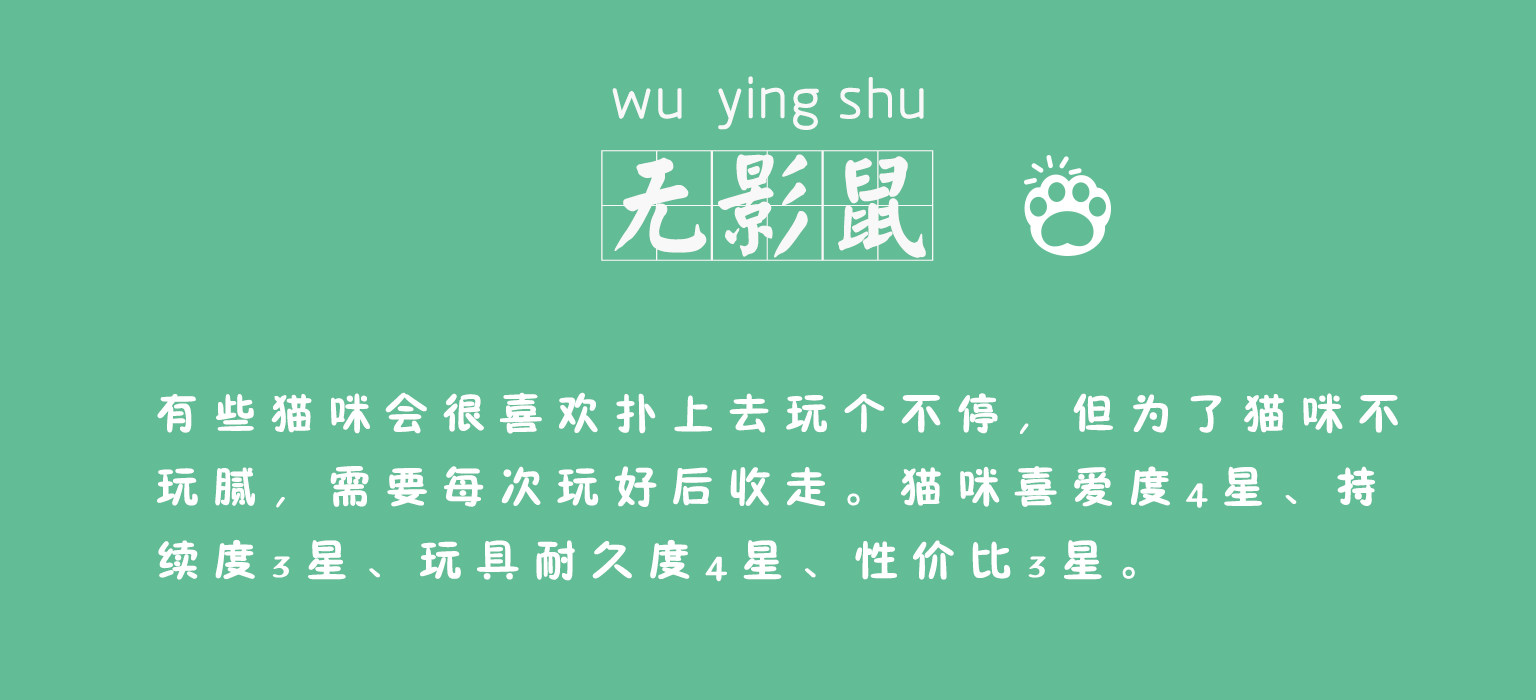 wu ying shu
无影鼠
有些猫咪会很喜欢扑上去玩个不停，但为了猫咪不
玩腻，需要每次玩好后收走。猫咪喜爱度4星、持
续度3星、玩具耐久度4星、性价比3星。